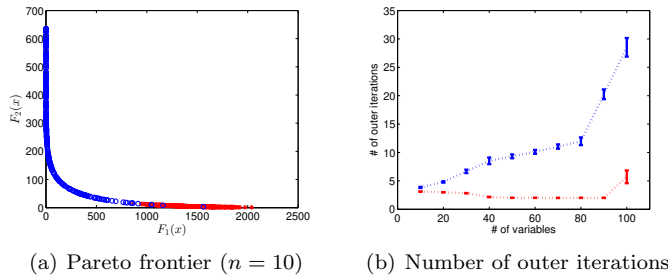 700
600
500
400
300
200
100
0
F₂(x)
0 500 1000 1500 2000 2500
F₁(x)
35
30
25
20
15
10
5
0
# of outer iterations
0 20 40 60 80 100
# of variables
(a) Pareto frontier (n = 10)
(b) Number of outer iterations